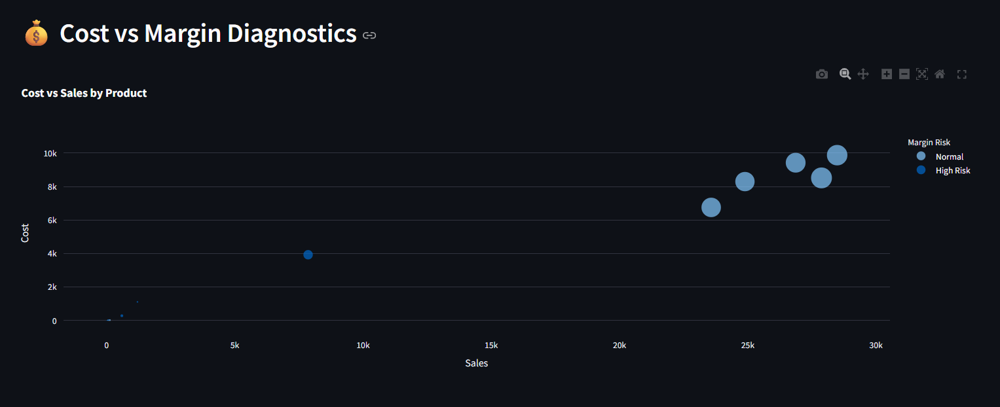 Cost vs Margin Diagnostics
Cost vs Sales by Product
Margin Risk
Normal
High Risk
Cost
10k
8k
6k
4k
2k
0
0 5k 10k 15k 20k 25k 30k
Sales